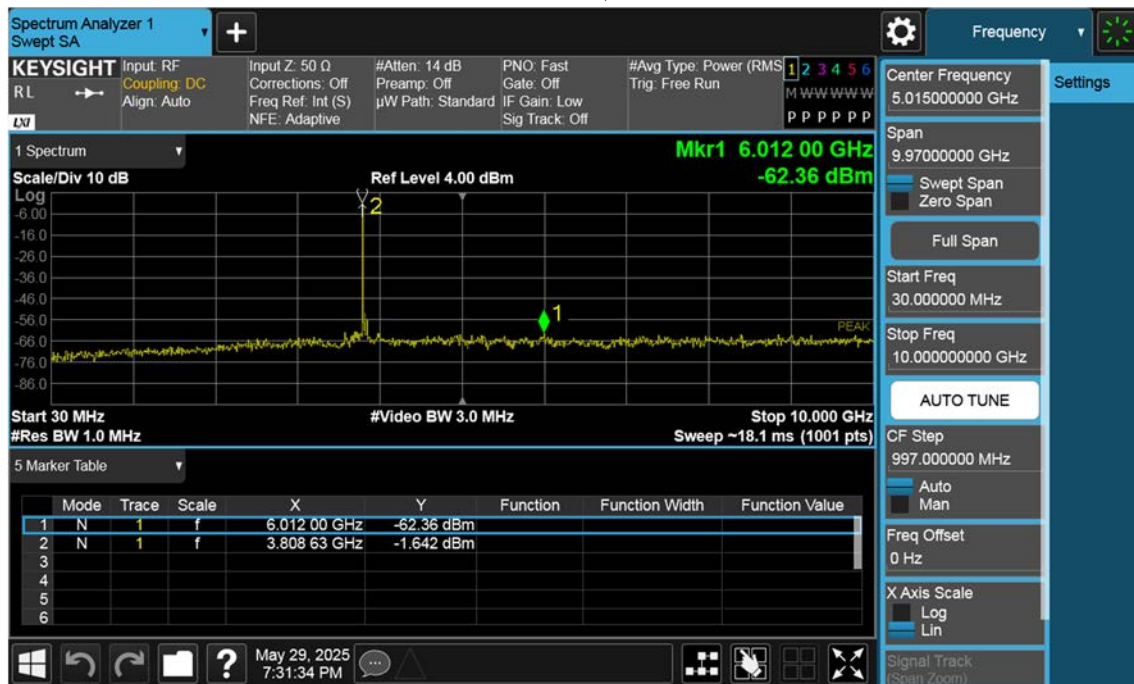 Spectrum Analyzer 1
Swept SA
+
Frequency
KEYSIGHT
RL
LXI
Input: RF
Coupling: DC
Align: Auto
Input Z: 50 Ω
Corrections: Off
Freq Ref: Int (S)
NFE: Adaptive
#Atten: 14 dB
Preamp: Off
µW Path: Standard
PNO: Fast
Gate: Off
IF Gain: Low
Sig Track: Off
#Avg Type: Power (RMS
Trig: Free Run
1 2 3 4 5 6
M W W W W W
P P P P P P
1 Spectrum
Scale/Div 10 dB
Ref Level 4.00 dBm
Mkr1 6.012 00 GHz
-62.36 dBm
Log
-6.00
-16.0
-26.0
-36.0
-46.0
-56.0
-66.0
-76.0
-86.0
2
1
PEAK
Start 30 MHz
#Video BW 3.0 MHz
Stop 10.000 GHz
#Res BW 1.0 MHz
Sweep ~18.1 ms (1001 pts)
5 Marker Table
Mode Trace Scale X Y Function Function Width Function Value
1 N 1 f 6.012 00 GHz -62.36 dBm
2 N 1 f 3.808 63 GHz -1.642 dBm
3
4
5
6
? May 29, 2025
7:31:34 PM
Center Frequency
5.015000000 GHz
Span
9.97000000 GHz
Swept Span
Zero Span
Full Span
Start Freq
30.000000 MHz
Stop Freq
10.000000000 GHz
AUTO TUNE
CF Step
997.000000 MHz
Auto
Man
Freq Offset
0 Hz
X Axis Scale
Log
Lin
Signal Track
(Span Zoom)
Settings